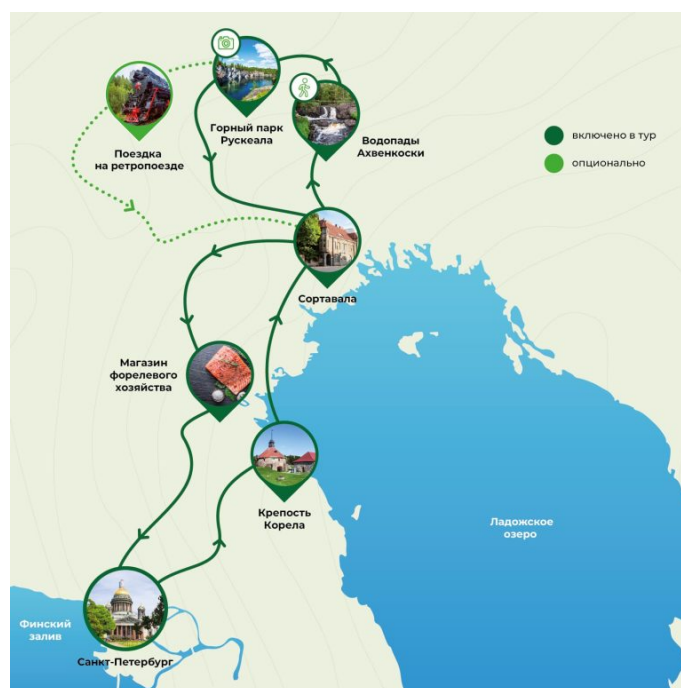 Поездка
на ретропоезде
Горный парк
Рускеала
Водопады
Ахвенкоски
включено в тур
опционально
Сортавала
Магазин
форелевого
хозяйства
Крепость
Корела
Ладожское
озеро
Финский
залив
Санкт-Петербург